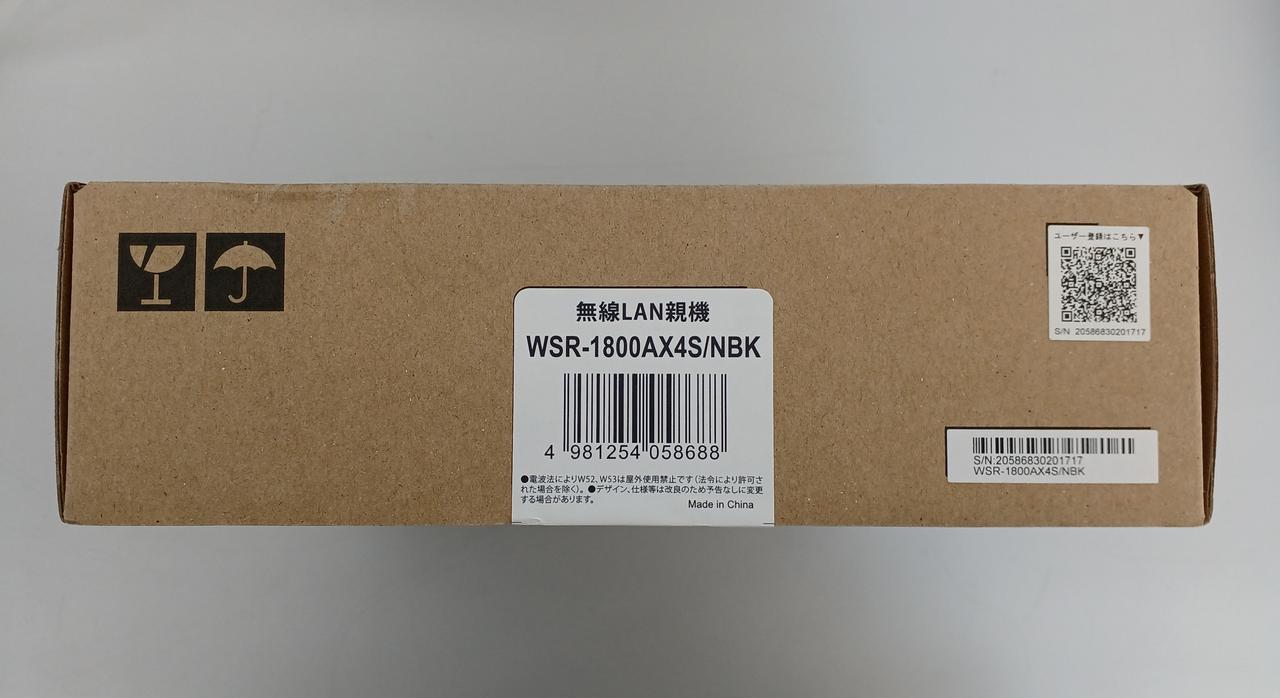 無線LAN親機
WSR-1800AX4S/NBK
4 981254 058688
●電波法によりW52、W53は屋外使用禁止です(法令により許可さ
れた場合を除く)。●デザイン、仕様等は改良のため予告なしに変更
する場合があります。
Made in China
ユーザー登録はこちら▼
S/N 20586830201717
S/N:20586830201717
WSR-1800AX4S/NBK